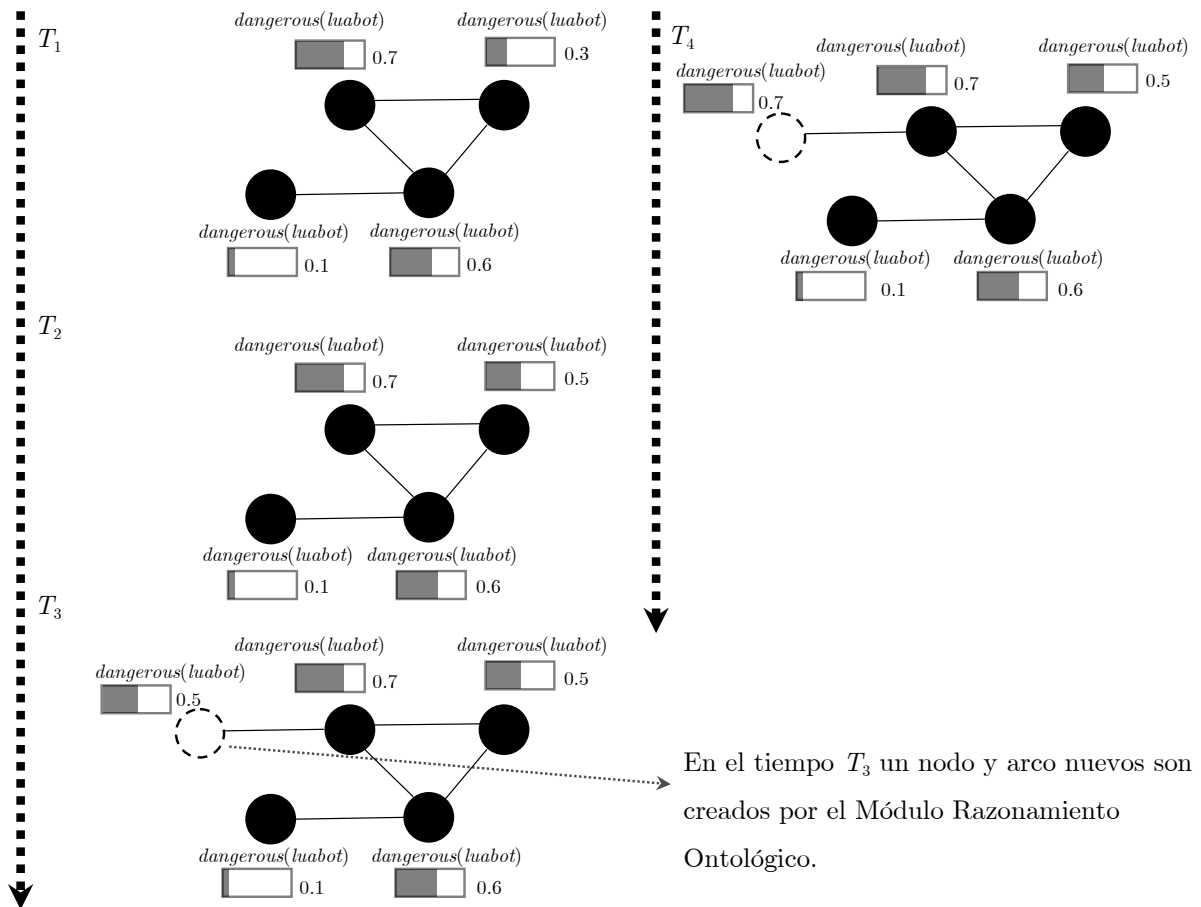 T₁
dangerous(luabot)
0.7
dangerous(luabot)
0.3
dangerous(luabot)
0.1
dangerous(luabot)
0.6
T₂
dangerous(luabot)
0.7
dangerous(luabot)
0.5
dangerous(luabot)
0.1
dangerous(luabot)
0.6
T₃
dangerous(luabot)
0.5
dangerous(luabot)
0.7
dangerous(luabot)
0.5
dangerous(luabot)
0.1
dangerous(luabot)
0.6
T₄
dangerous(luabot)
0.7
dangerous(luabot)
0.7
dangerous(luabot)
0.5
dangerous(luabot)
0.1
dangerous(luabot)
0.6
En el tiempo T₃ un nodo y arco nuevos son
creados por el Módulo Razonamiento
Ontológico.